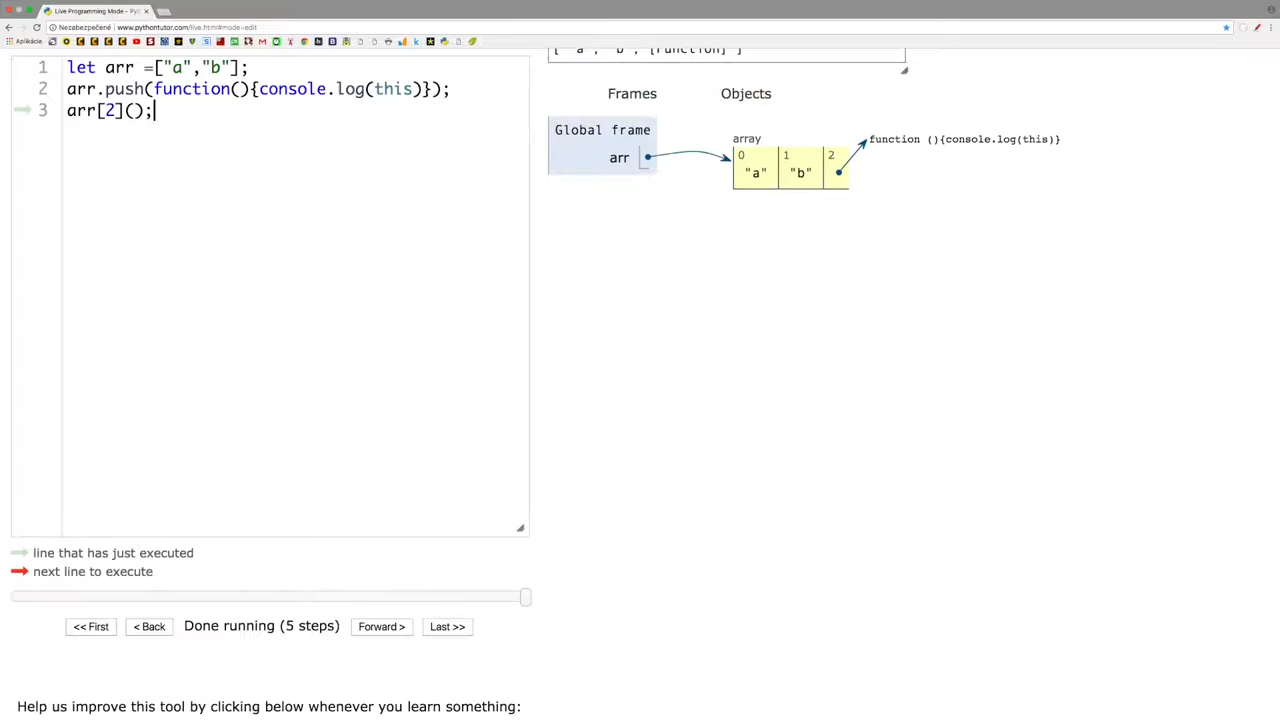 Live Programming Mode - Pyt
Nezabezpečené
www.pythontutor.com/live.html#mode=edit
Aplikácie
1 let arr =["a","b"];
2 arr.push(function(){console.log(this)});
3 arr[2]();
[ "a", "b", [Function] ]
Frames
Objects
Global frame
arr
array
0 1 2
"a" "b"
function (){console.log(this)}
line that has just executed
next line to execute
<< First
< Back
Done running (5 steps)
Forward >
Last >>
Help us improve this tool by clicking below whenever you learn something: